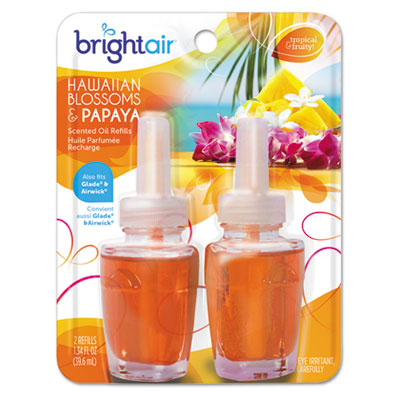 brightair
tropical
& fruity!
HAWAIIAN
BLOSSOMS
& PAPAYA
Scented Oil Refills
Huile Parfumée
Recharge
Also fits
Glade® &
Airwick®
Convient
aussi Glade®
& Airwick®
2 REFILLS
1.34 FL OZ
(39.6 mL)
EYE IRRITANT,
CAREFULLY